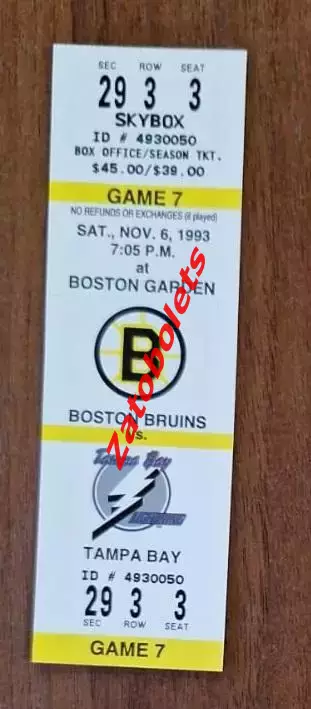 SEC ROW SEAT
29 3 3
SKYBOX
ID # 4930050
BOX OFFICE/SEASON TKT.
$45.00/$39.00
GAME 7
NO REFUNDS OR EXCHANGES (if played)
SAT., NOV. 6, 1993
7:05 P.M.
at
BOSTON GARDEN
B
BOSTON BRUINS
vs.
Tampa Bay
LIGHTNING
TAMPA BAY
ID # 4930050
29 3 3
SEC ROW SEAT
GAME 7
Zatobolets